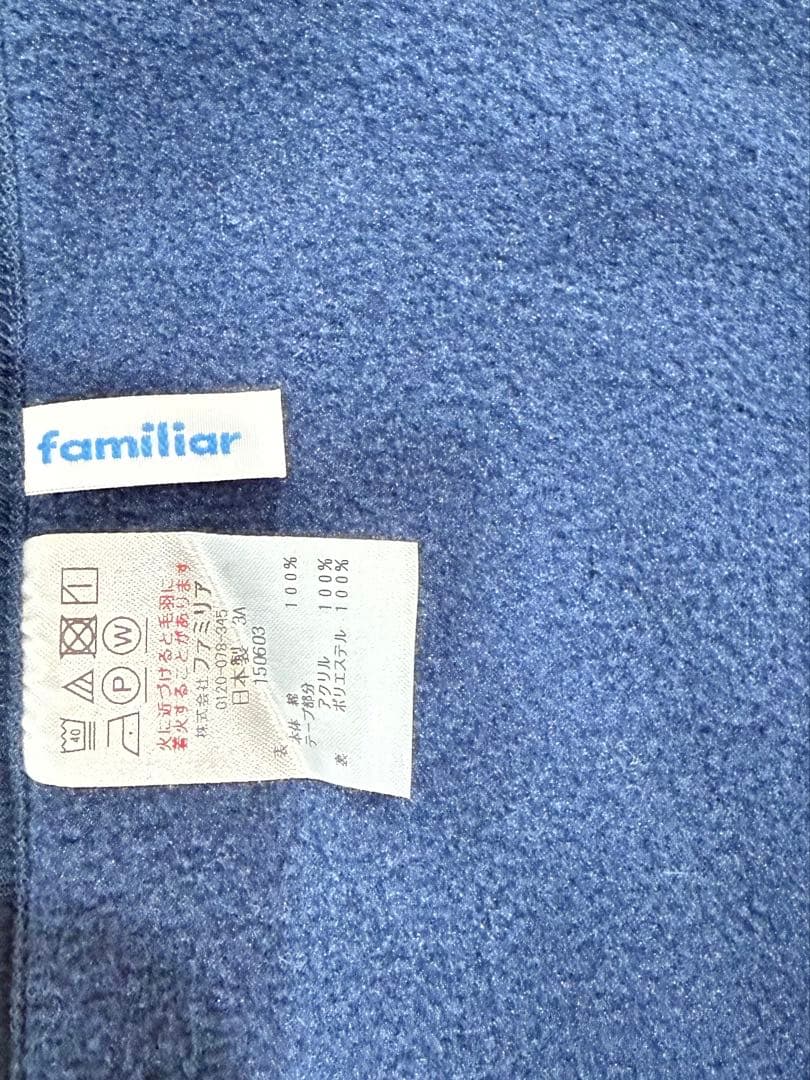 familiar
40
P W
火に近づけると毛羽に
着火することがあります
株式会社 ファミリア
0120-078-345
日本製 3A
150603
表 本体 綿 100%
テープ部分
アクリル 100%
裏 ポリエステル 100%